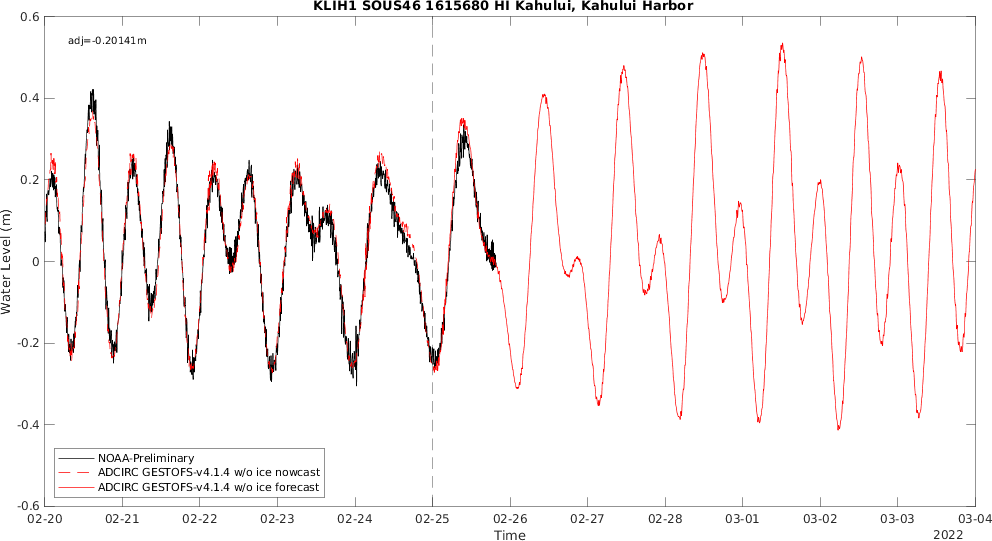 KLIH1 SOUS46 1615680 HI Kahului, Kahului Harbor
adj=-0.20141m
0.6
0.4
0.2
0
-0.2
-0.4
-0.6
Water Level (m)
NOAA-Preliminary
ADCIRC GESTOFS-v4.1.4 w/o ice nowcast
ADCIRC GESTOFS-v4.1.4 w/o ice forecast
02-20 02-21 02-22 02-23 02-24 02-25 02-26 02-27 02-28 03-01 03-02 03-03 03-04
Time
2022